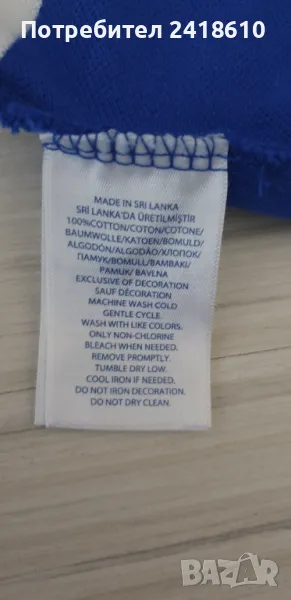 Потребител 2418610
MADE IN SRI LANKA
SRİ LANKA'DA ÜRETİLMİŞTİR
100%COTTON/COTON/COTONE/
BAUMWOLLE/KATOEN/BOMULD/
ALGODÓN/ALGODÃO/ХЛОПОК/
ПАМУК/BOMULL/BAMBAKI/
PAMUK/ BAVLNA
EXCLUSIVE OF DECORATION
SAUF DÉCORATION
MACHINE WASH COLD
GENTLE CYCLE.
WASH WITH LIKE COLORS.
ONLY NON-CHLORINE
BLEACH WHEN NEEDED.
REMOVE PROMPTLY.
TUMBLE DRY LOW.
COOL IRON IF NEEDED.
DO NOT IRON DECORATION.
DO NOT DRY CLEAN.
BAZAR